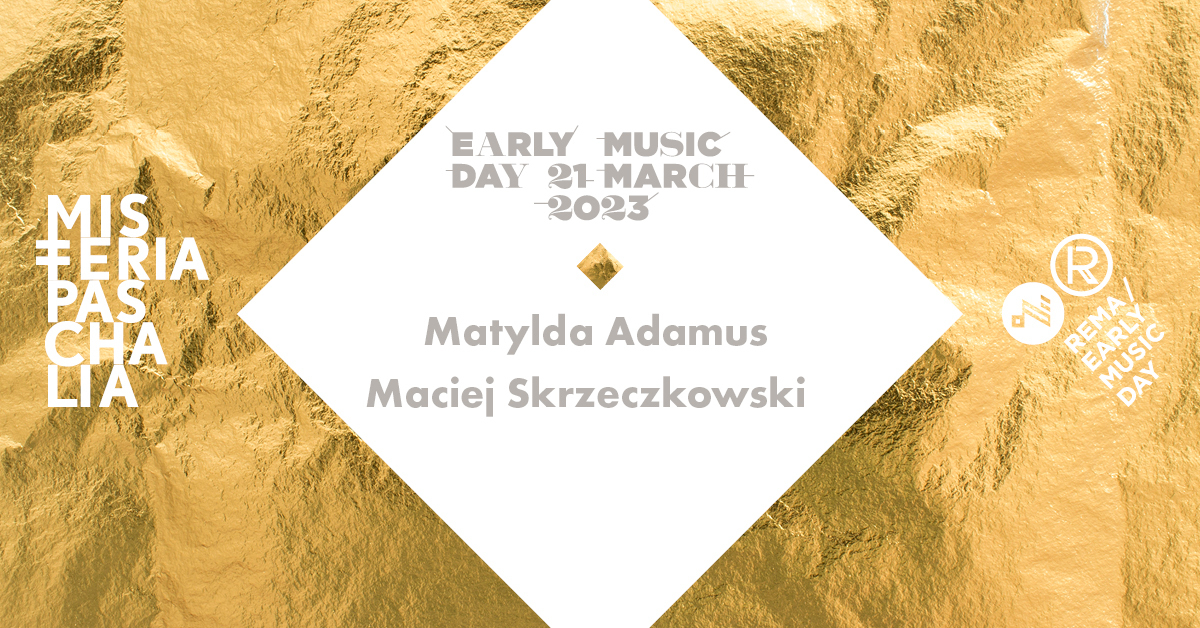 MIS
TERIA
PAS
CHA
LIA
EARLY MUSIC
DAY 21 MARCH
2023
Matylda Adamus
Maciej Skrzeczkowski
R
REMA /
EARLY
MUSIC
DAY